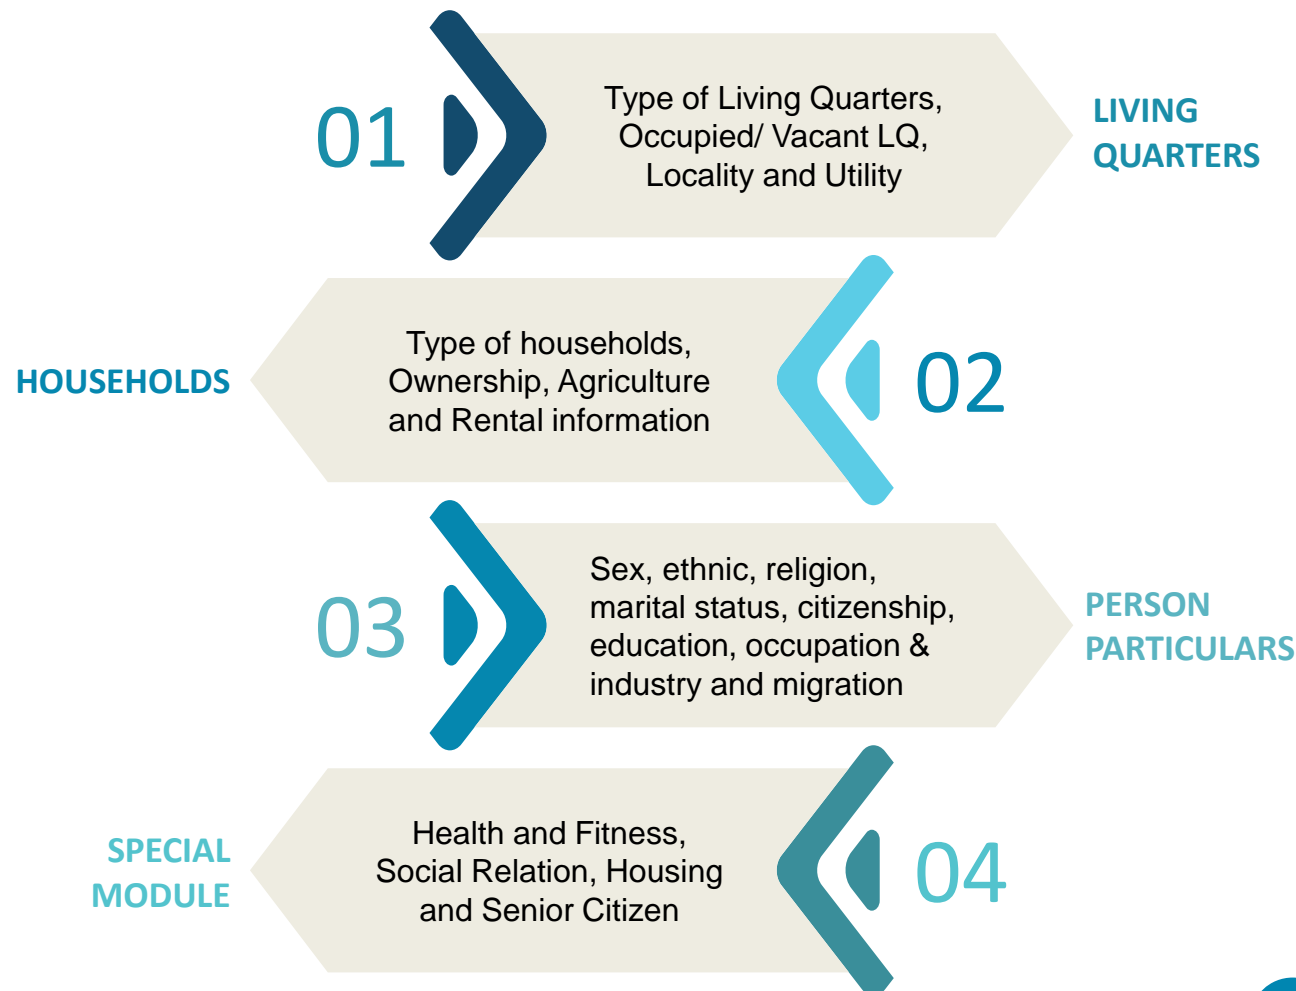 01
Type of Living Quarters,
Occupied/ Vacant LQ,
Locality and Utility
LIVING
QUARTERS
HOUSEHOLDS
Type of households,
Ownership, Agriculture
and Rental information
02
03
Sex, ethnic, religion,
marital status, citizenship,
education, occupation &
industry and migration
PERSON
PARTICULARS
SPECIAL
MODULE
Health and Fitness,
Social Relation, Housing
and Senior Citizen
04